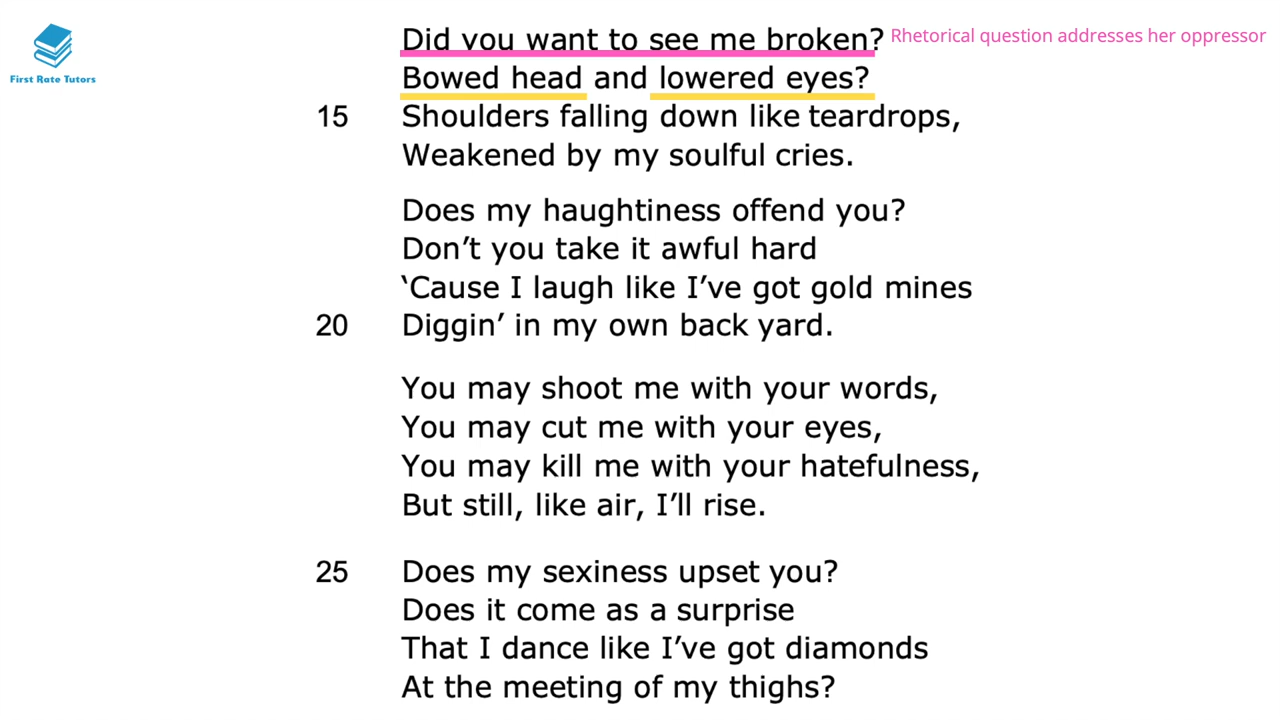 Did you want to see me broken? Rhetorical question addresses her oppressor
First Rate Tutors
Bowed head and lowered eyes?
15 Shoulders falling down like teardrops,
Weakened by my soulful cries.
Does my haughtiness offend you?
Don’t you take it awful hard
‘Cause I laugh like I’ve got gold mines
20 Diggin’ in my own back yard.
You may shoot me with your words,
You may cut me with your eyes,
You may kill me with your hatefulness,
But still, like air, I’ll rise.
25 Does my sexiness upset you?
Does it come as a surprise
That I dance like I’ve got diamonds
At the meeting of my thighs?